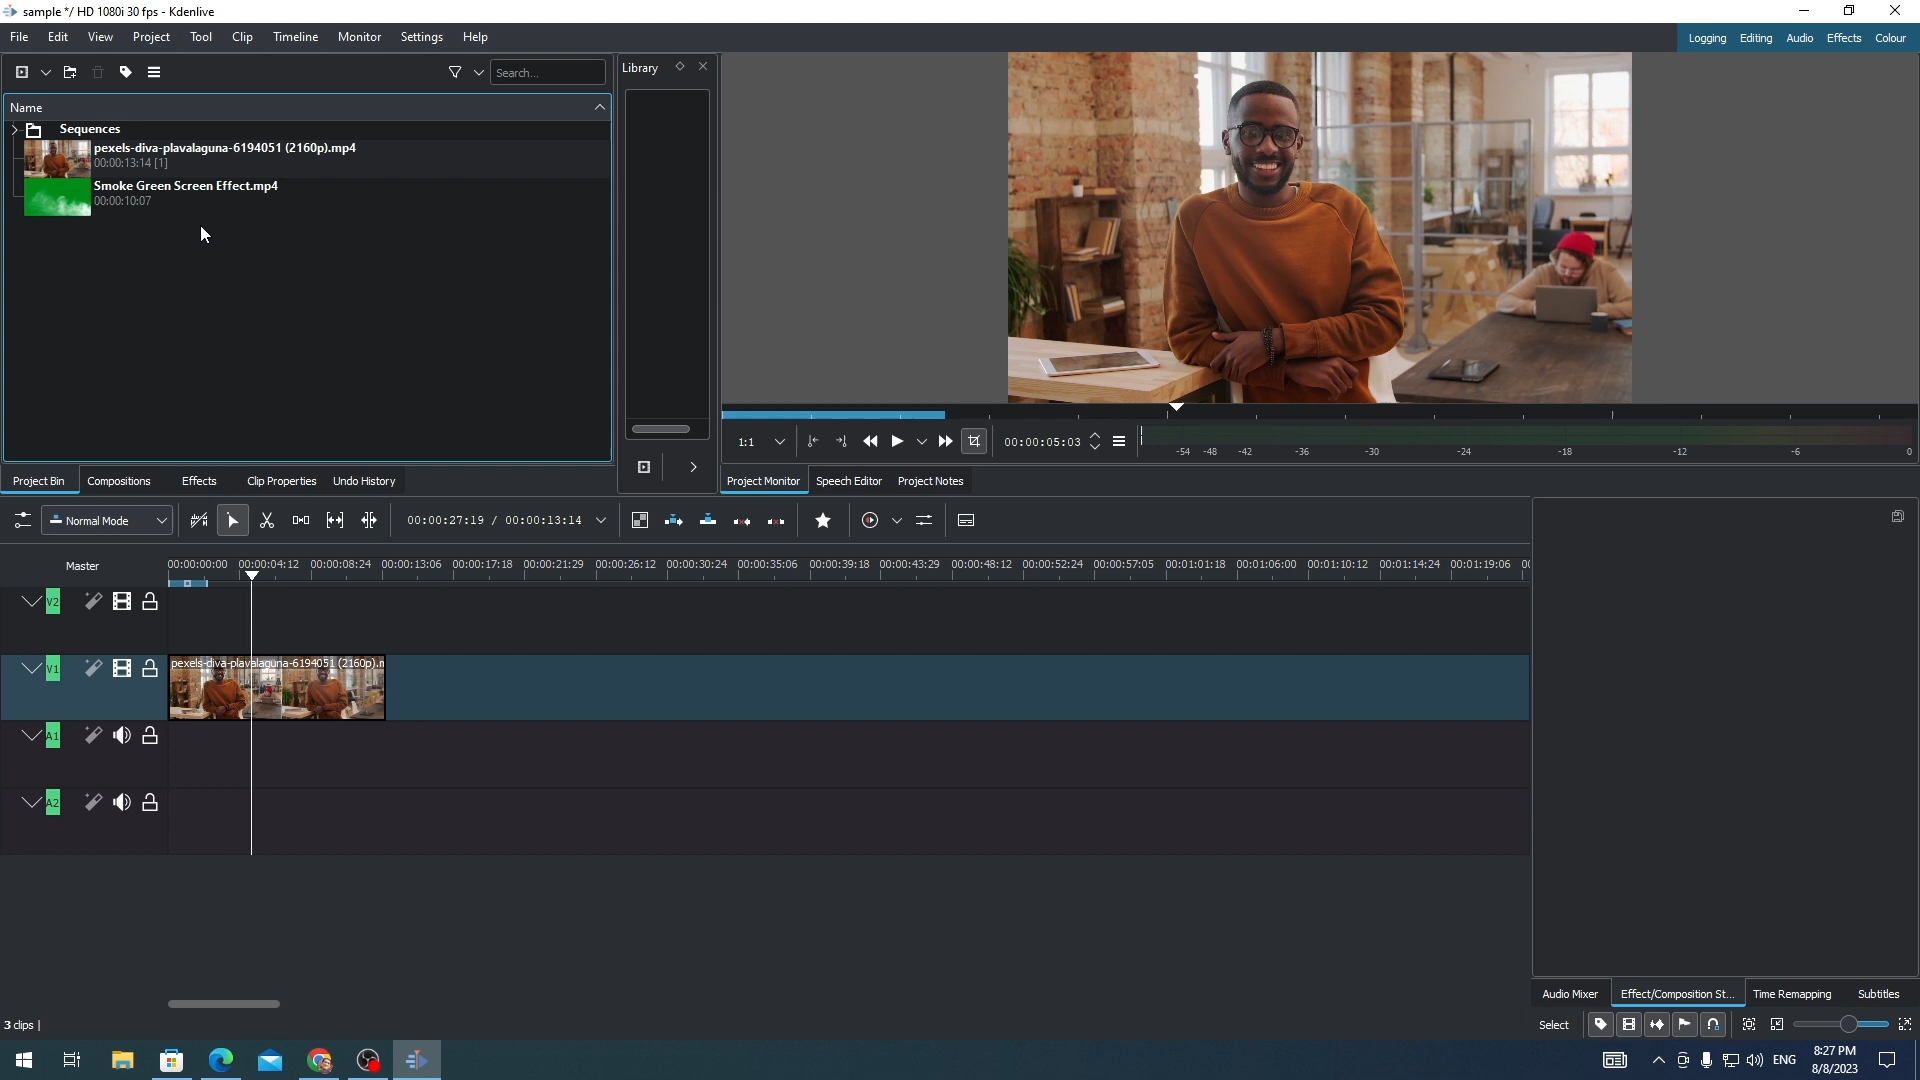 sample */ HD 1080i 30 fps - Kdenlive
File Edit View Project Tool Clip Timeline Monitor Settings Help
Logging Editing Audio Effects Colour
Search...
Library
Name
Sequences
pexels-diva-plavalaguna-6194051 (2160p).mp4
00:00:13:14 [1]
Smoke Green Screen Effect.mp4
00:00:10:07
1:1
00:00:05:03
-54 -48 -42 -36 -30 -24 -18 -12 -6 0
Project Bin Compositions Effects Clip Properties Undo History
Project Monitor Speech Editor Project Notes
Normal Mode
00:00:27:19 / 00:00:13:14
Master
00:00:00:00 00:00:04:12 00:00:08:24 00:00:13:06 00:00:17:18 00:00:21:29 00:00:26:12 00:00:30:24 00:00:35:06 00:00:39:18 00:00:43:29 00:00:48:12 00:00:52:24 00:00:57:05 00:01:01:18 00:01:06:00 00:01:10:12 00:01:14:24 00:01:19:06
V2
V1
pexels-diva-plavalaguna-6194051 (2160p).m
A1
A2
Audio Mixer Effect/Composition St... Time Remapping Subtitles
3 clips
Select
ENG
8:27 PM
8/8/2023